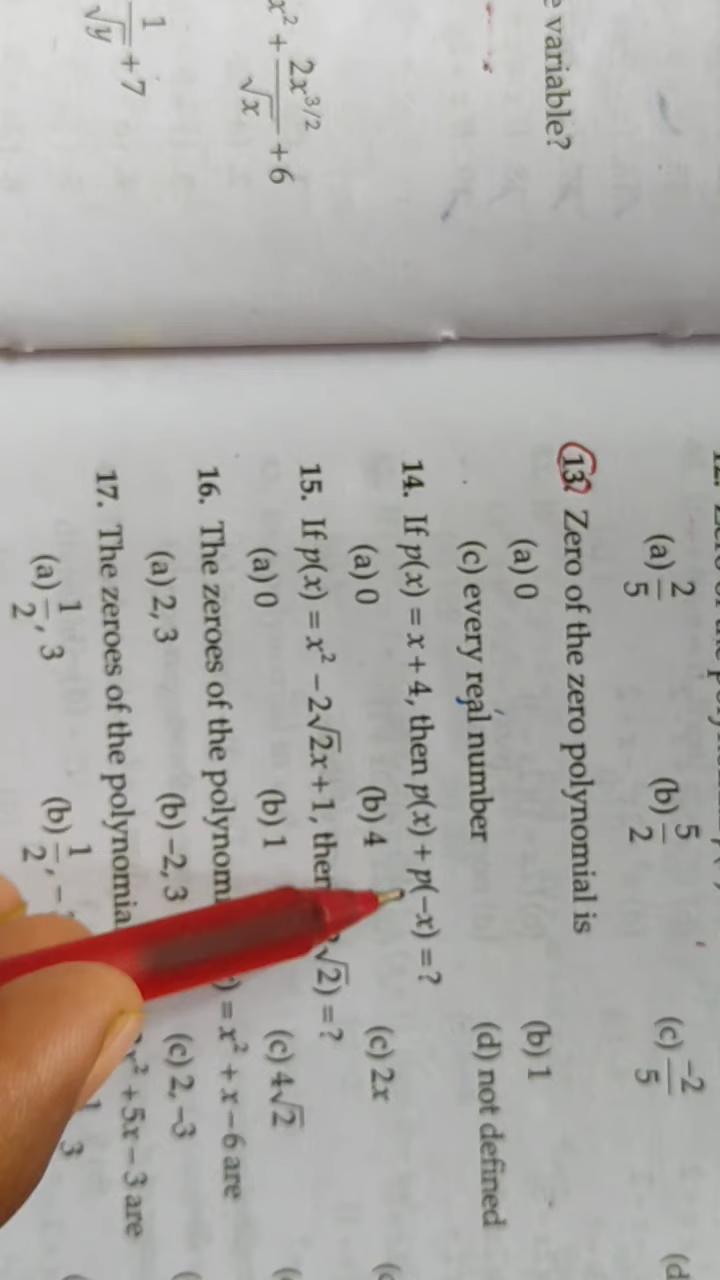 e variable?
x² + 2x^{3/2}/√x + 6
1/√y + 7
(a) 2/5 (b) 5/2 (c) -2/5
13. Zero of the zero polynomial is
(a) 0 (b) 1
(c) every real number (d) not defined
14. If p(x) = x + 4, then p(x) + p(-x) = ?
(a) 0 (b) 4 (c) 2x
15. If p(x) = x² - 2√2x + 1, then √2) = ?
(a) 0 (b) 1 (c) 4√2
16. The zeroes of the ) = x² + x - 6 are
(a) 2, 3 (b) -2, 3 (c) 2, -3
17. The zeroes of the + 5x - 3 are
(a) 1/2, 3 (b) 1/2, - 3